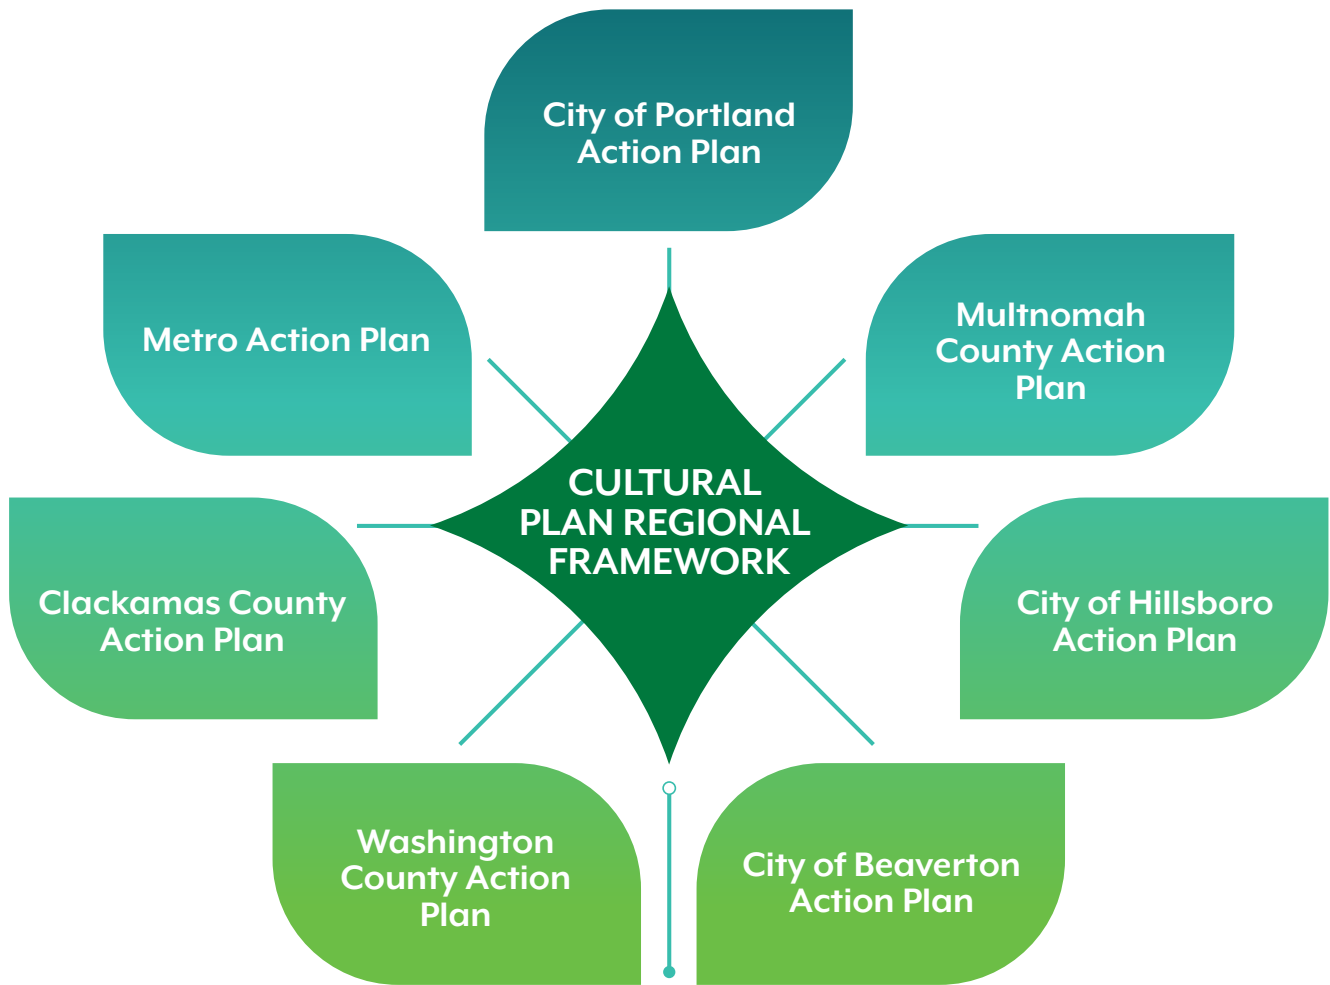 City of Portland
Action Plan
Metro Action Plan
Multnomah
County Action
Plan
CULTURAL
PLAN REGIONAL
FRAMEWORK
Clackamas County
Action Plan
City of Hillsboro
Action Plan
Washington
County Action
Plan
City of Beaverton
Action Plan